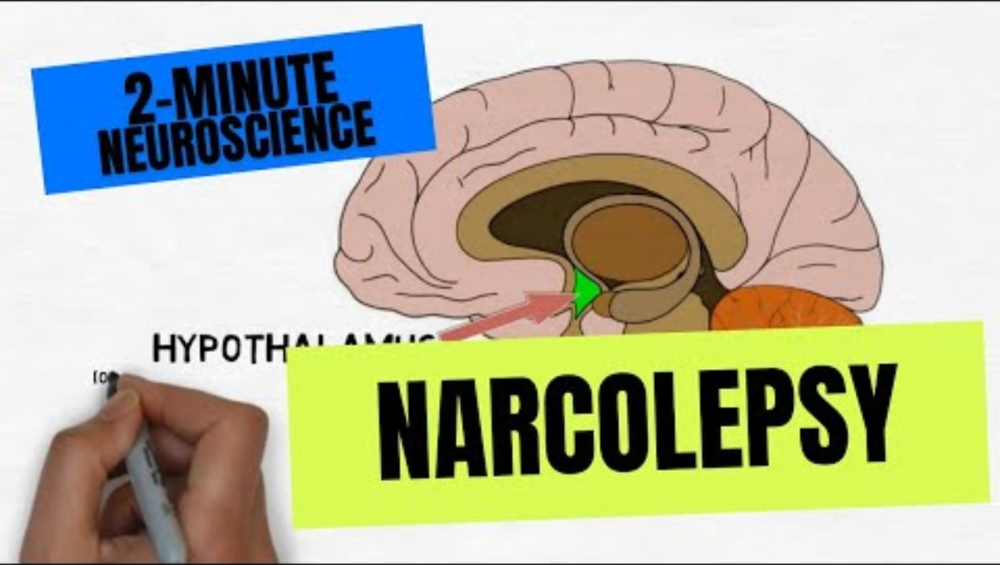 2-MINUTE
NEUROSCIENCE
HYPOTHALAMUS
NARCOLEPSY